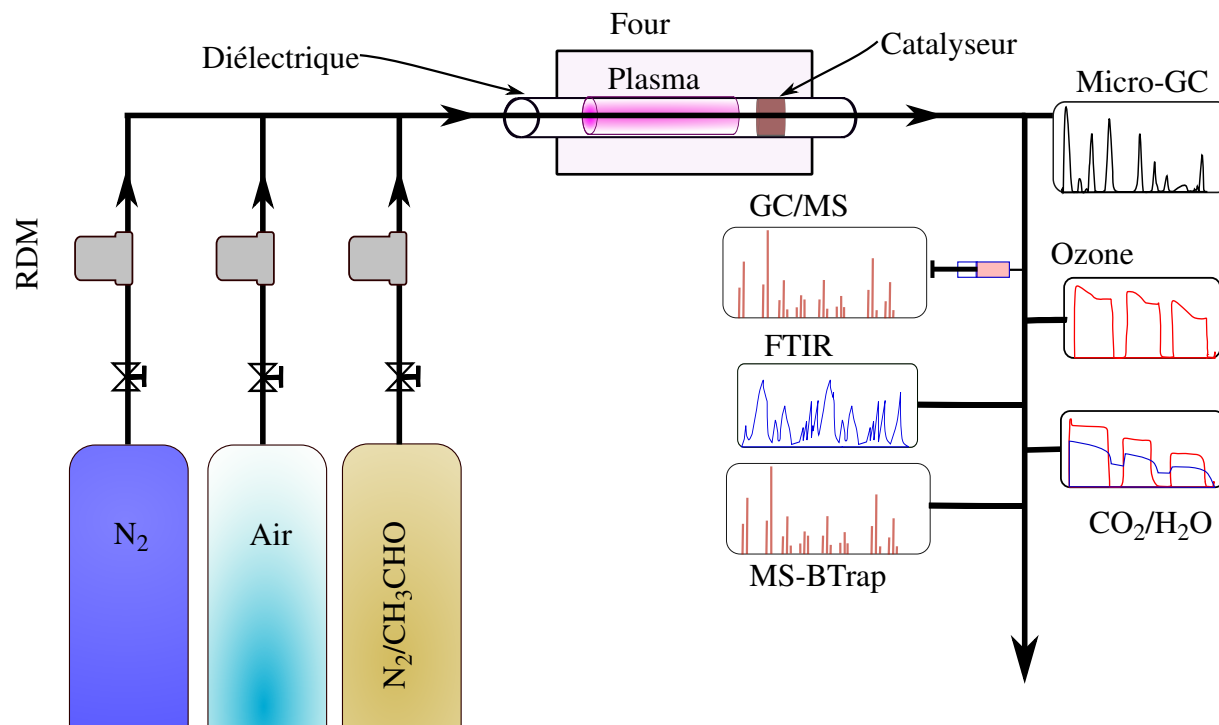 Four
Diélectrique
Catalyseur
Plasma
Micro-GC
GC/MS
RDM
Ozone
FTIR
N₂
Air
N₂/CH₃CHO
CO₂/H₂O
MS-BTrap